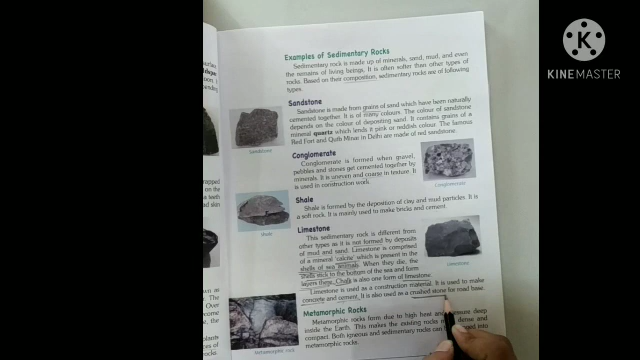 KINEMASTER
Examples of Sedimentary Rocks
Sedimentary rock is made up of minerals, sand, mud, and even
the remains of living beings. It is often softer than other types of
rocks. Based on their composition, sedimentary rocks are of following
types.
Sandstone
Sandstone is made from grains of sand which have been naturally
cemented together. It is of many colours. The colour of sandstone
depends on the colour of depositing sand. It contains grains of a
mineral quartz which lends it pink or reddish colour. The famous
Red Fort and Qutb Minar in Delhi are made of red sandstone.
Sandstone
Conglomerate
Conglomerate is formed when gravel,
pebbles and stones get cemented together by
minerals. It is uneven and coarse in texture. It
is used in construction work.
Conglomerate
Shale
Shale is formed by the deposition of clay and mud particles. It is
a soft rock. It is mainly used to make bricks and cement.
Shale
Limestone
This sedimentary rock is different from
other types as it is not formed by deposits
of mud and sand. Limestone is comprised
of a mineral 'calcite' which is present in the
shells of sea animals. When they die, the
shells stick to the bottom of the sea and form
layers there. Chalk is also one form of limestone.
Limestone
Limestone is used as a construction material. It is used to make
concrete and cement. It is also used as crushed stone for road base.
Metamorphic Rocks
Metamorphic rocks form due to high heat and pressure deep
inside the Earth. This makes the existing rocks dense and
compact. Both igneous and sedimentary rocks can into
metamorphic rocks.
Metamorphic rock